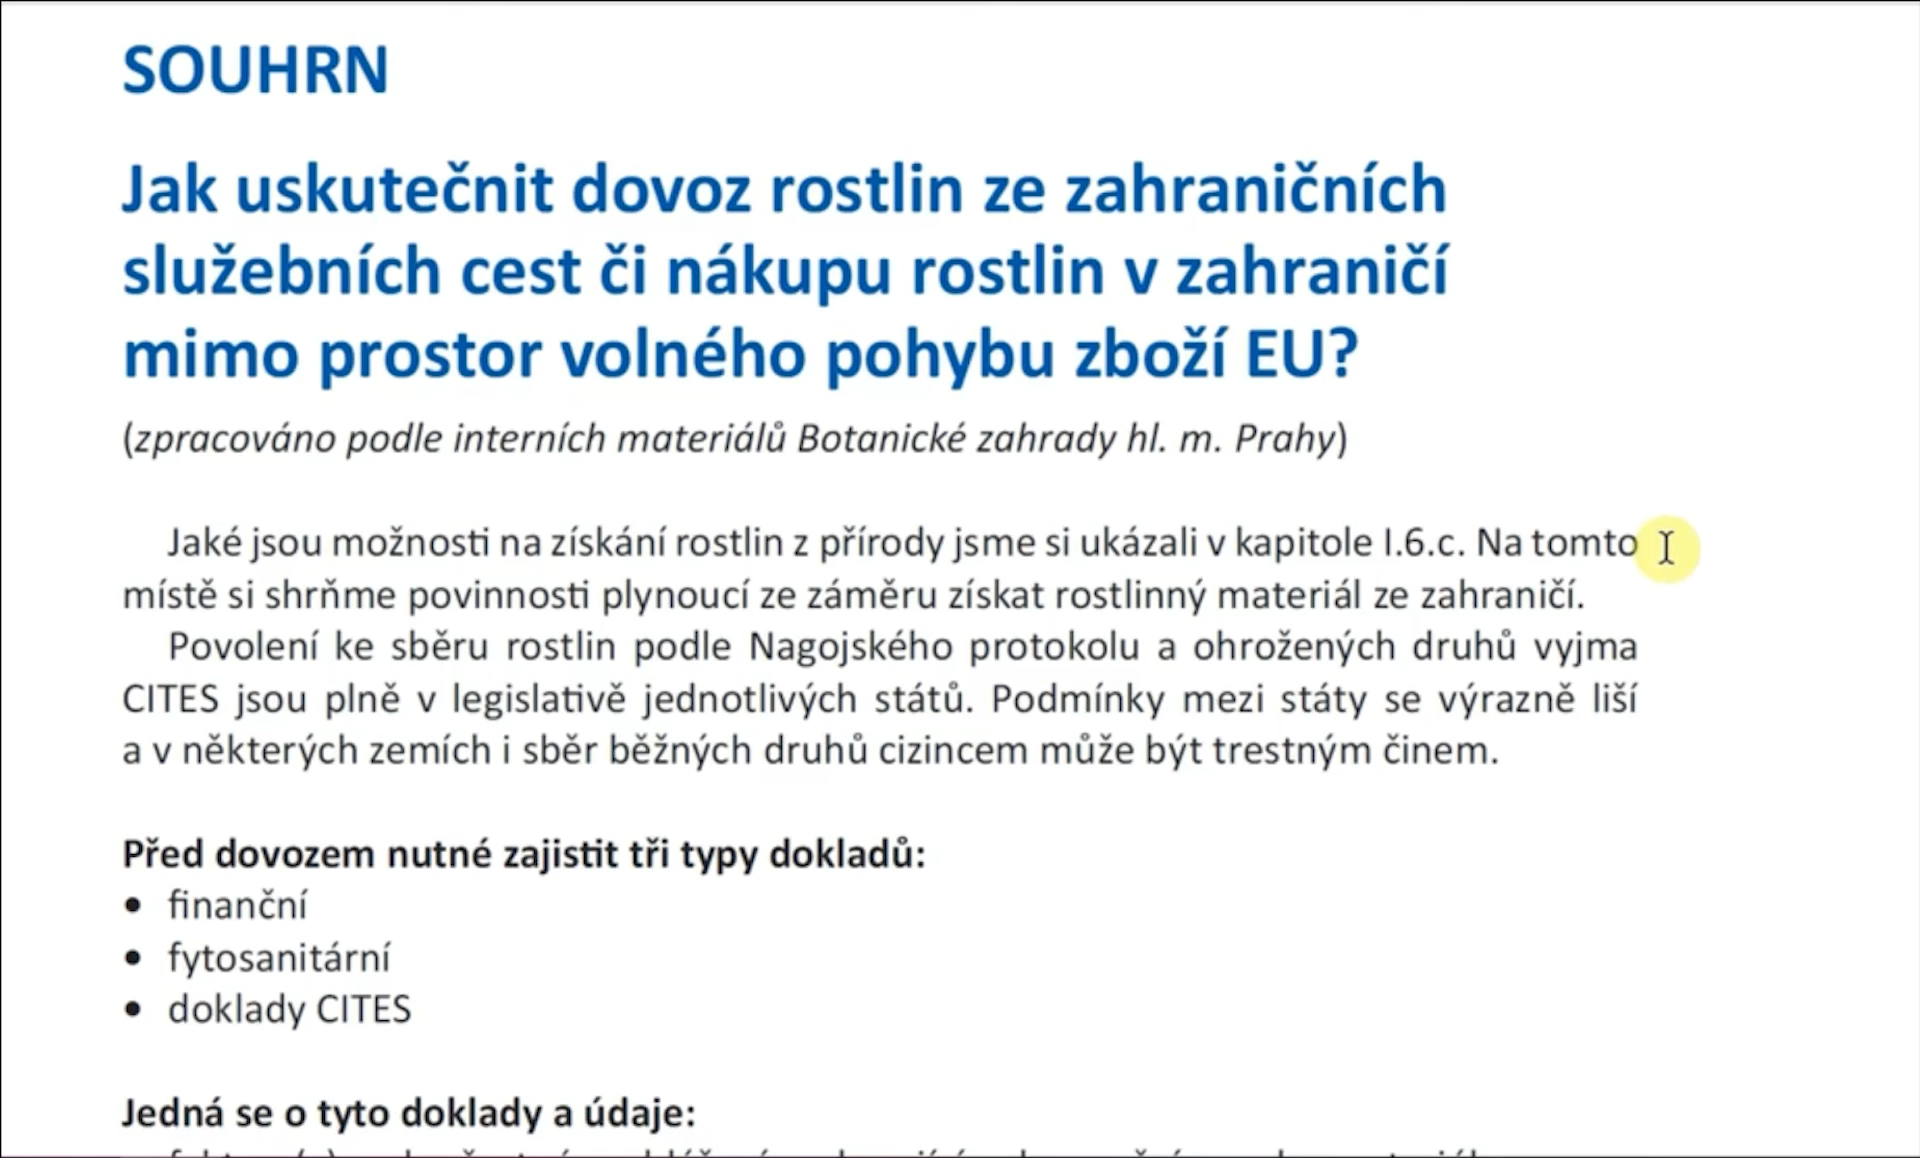 SOUHRN
Jak uskutečnit dovoz rostlin ze zahraničních
služebních cest či nákupu rostlin v zahraničí
mimo prostor volného pohybu zboží EU?
(zpracováno podle interních materiálů Botanické zahrady hl. m. Prahy)
Jaké jsou možnosti na získání rostlin z přírody jsme si ukázali v kapitole I.6.c. Na tomto
místě si shrňme povinnosti plynoucí ze záměru získat rostlinný materiál ze zahraničí.
Povolení ke sběru rostlin podle Nagojského protokolu a ohrožených druhů vyjma
CITES jsou plně v legislativě jednotlivých států. Podmínky mezi státy se výrazně liší
a v některých zemích i sběr běžných druhů cizincem může být trestným činem.
Před dovozem nutné zajistit tři typy dokladů:
• finanční
• fytosanitární
• doklady CITES
Jedná se o tyto doklady a údaje: